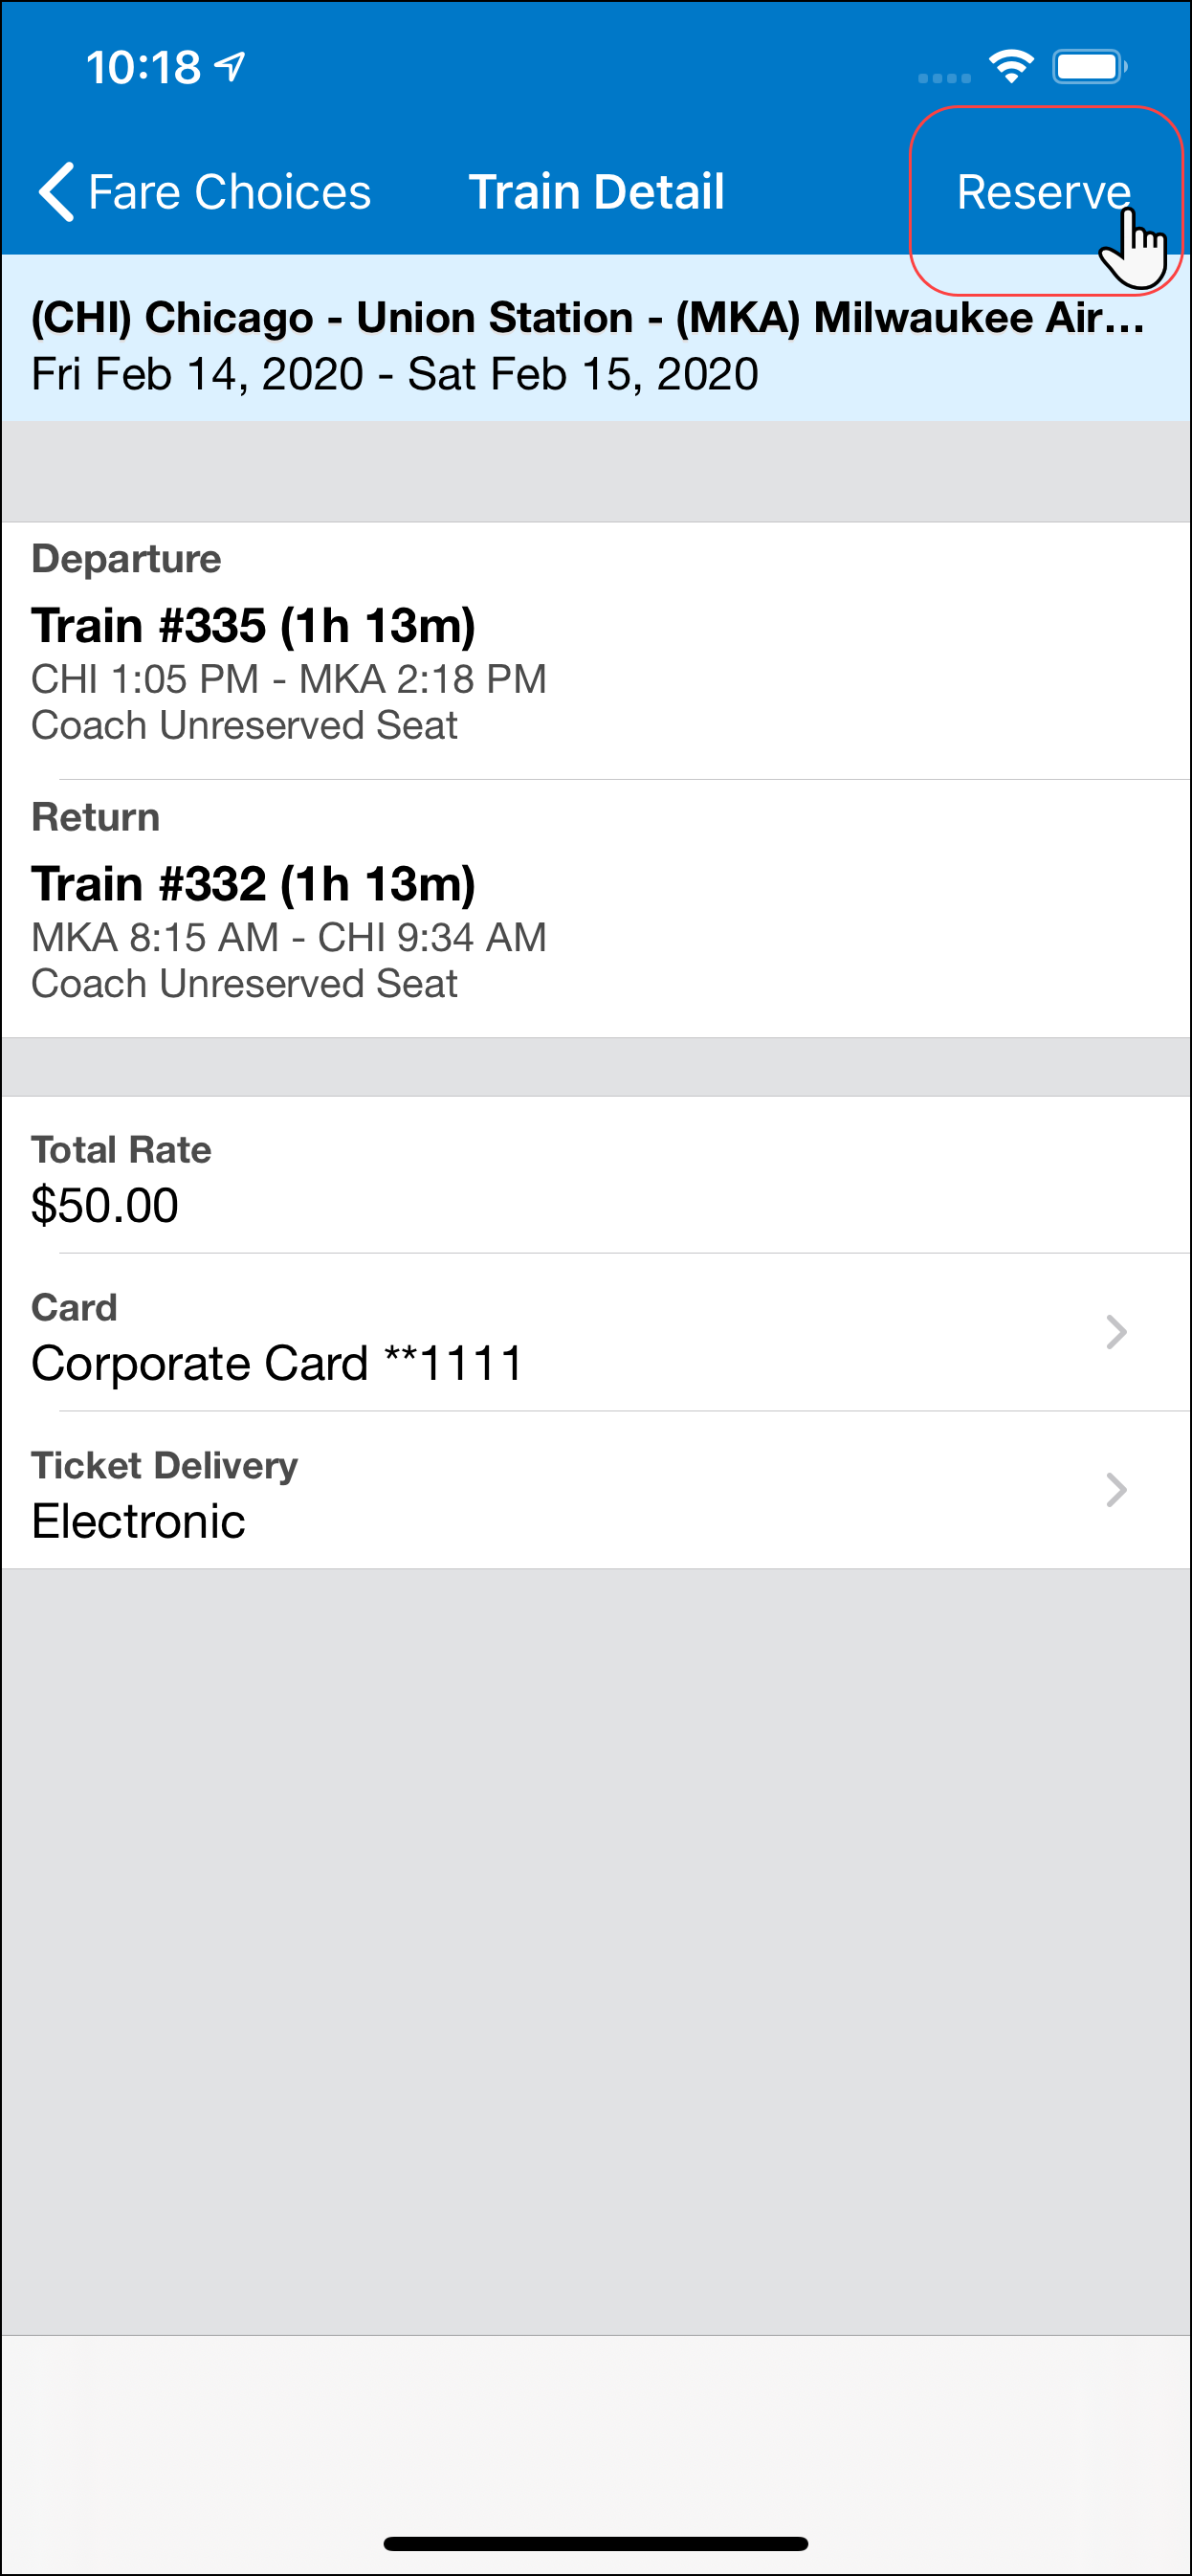 10:18
Fare Choices
Train Detail
Reserve
(CHI) Chicago - Union Station - (MKA) Milwaukee Air...
Fri Feb 14, 2020 - Sat Feb 15, 2020
Departure
Train #335 (1h 13m)
CHI 1:05 PM - MKA 2:18 PM
Coach Unreserved Seat
Return
Train #332 (1h 13m)
MKA 8:15 AM - CHI 9:34 AM
Coach Unreserved Seat
Total Rate
$50.00
Card
Corporate Card **1111
Ticket Delivery
Electronic